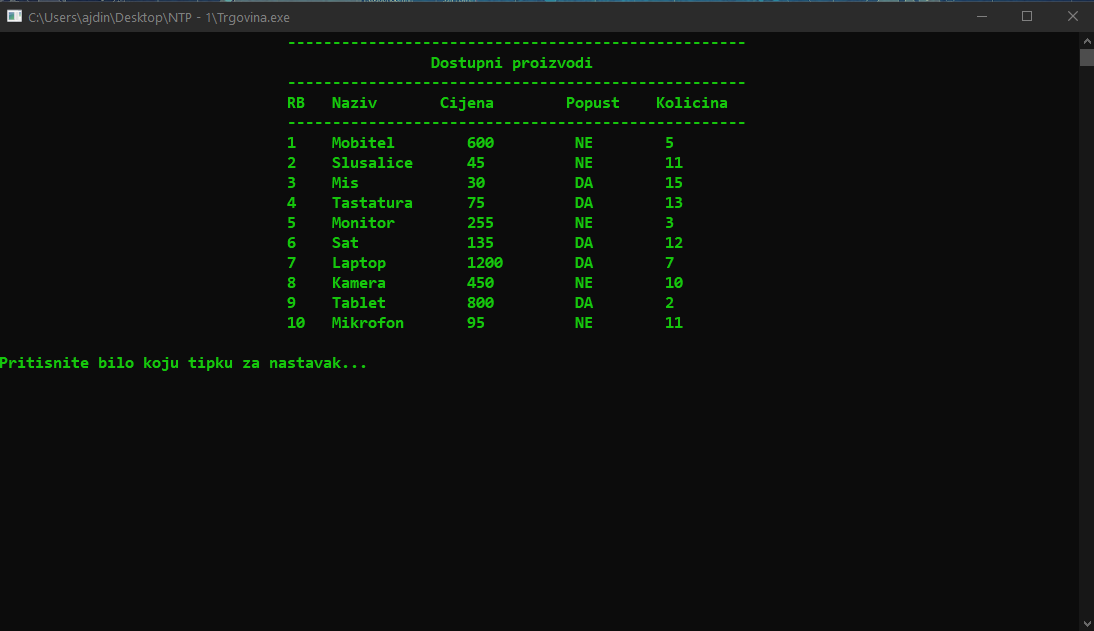 C:\Users\ajdin\Desktop\NTP - 1\Trgovina.exe
---------------------------------------------------
Dostupni proizvodi
---------------------------------------------------
RB Naziv Cijena Popust Kolicina
---------------------------------------------------
1 Mobitel 600 NE 5
2 Slusalice 45 NE 11
3 Mis 30 DA 15
4 Tastatura 75 DA 13
5 Monitor 255 NE 3
6 Sat 135 DA 12
7 Laptop 1200 DA 7
8 Kamera 450 NE 10
9 Tablet 800 DA 2
10 Mikrofon 95 NE 11
Pritisnite bilo koju tipku za nastavak...